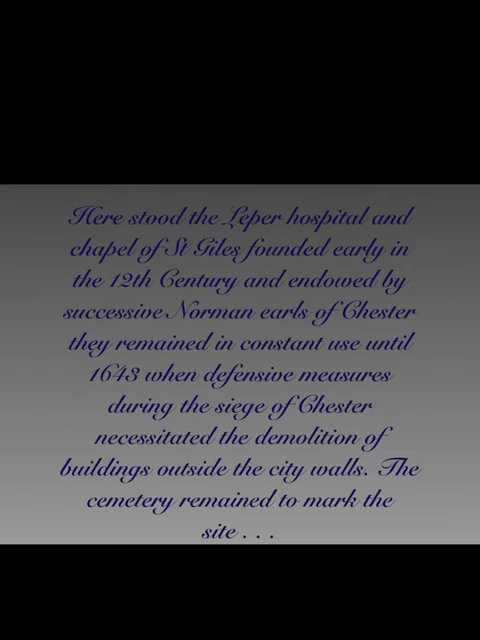 Here stood the Leper hospital and
chapel of St Giles founded early in
the 12th Century and endowed by
successive Norman earls of Chester
they remained in constant use until
1643 when defensive measures
during the siege of Chester
necessitated the demolition of
buildings outside the city walls. The
cemetery remained to mark the
site . . .